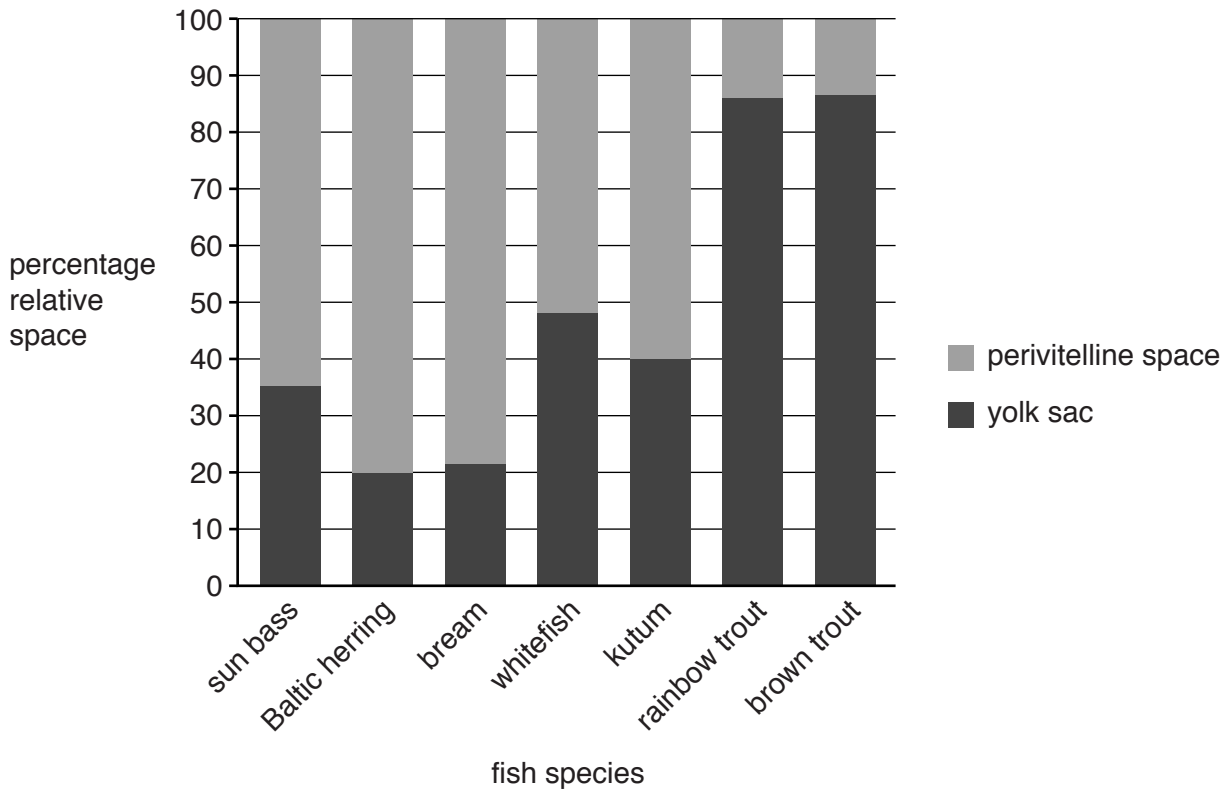 100
90
80
70
60
50
40
30
20
10
0
percentage
relative
space
sun bass
Baltic herring
bream
whitefish
kutum
rainbow trout
brown trout
fish species
perivitelline space
yolk sac